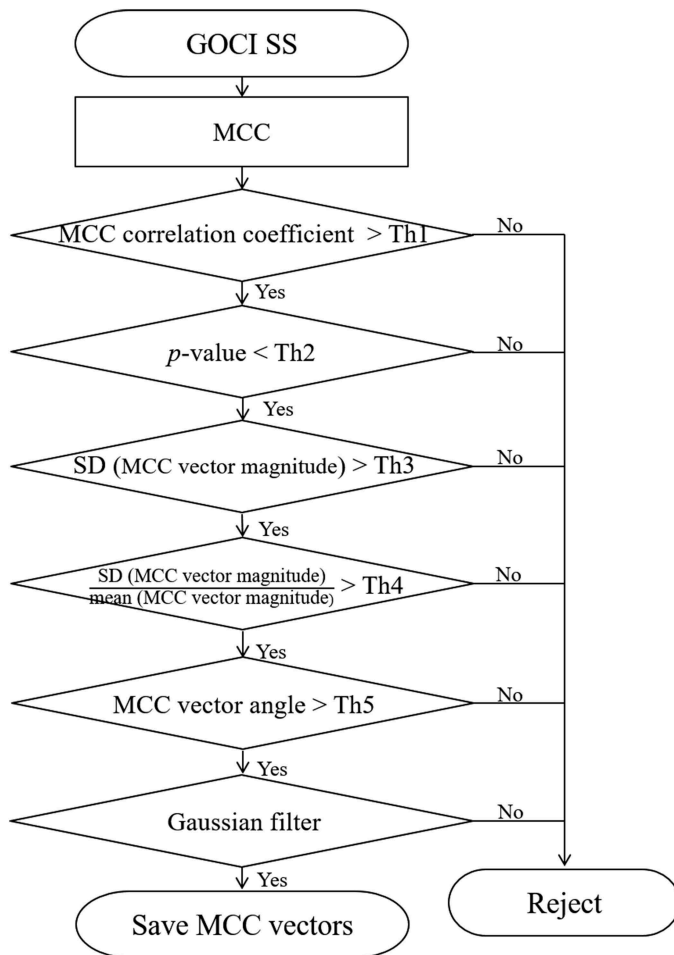 GOCI SS
MCC
MCC correlation coefficient > Th1
No
Yes
p-value < Th2
No
Yes
SD (MCC vector magnitude) > Th3
No
Yes
SD (MCC vector magnitude)
mean (MCC vector magnitude)
> Th4
No
Yes
MCC vector angle > Th5
No
Yes
Gaussian filter
No
Yes
Save MCC vectors
Reject